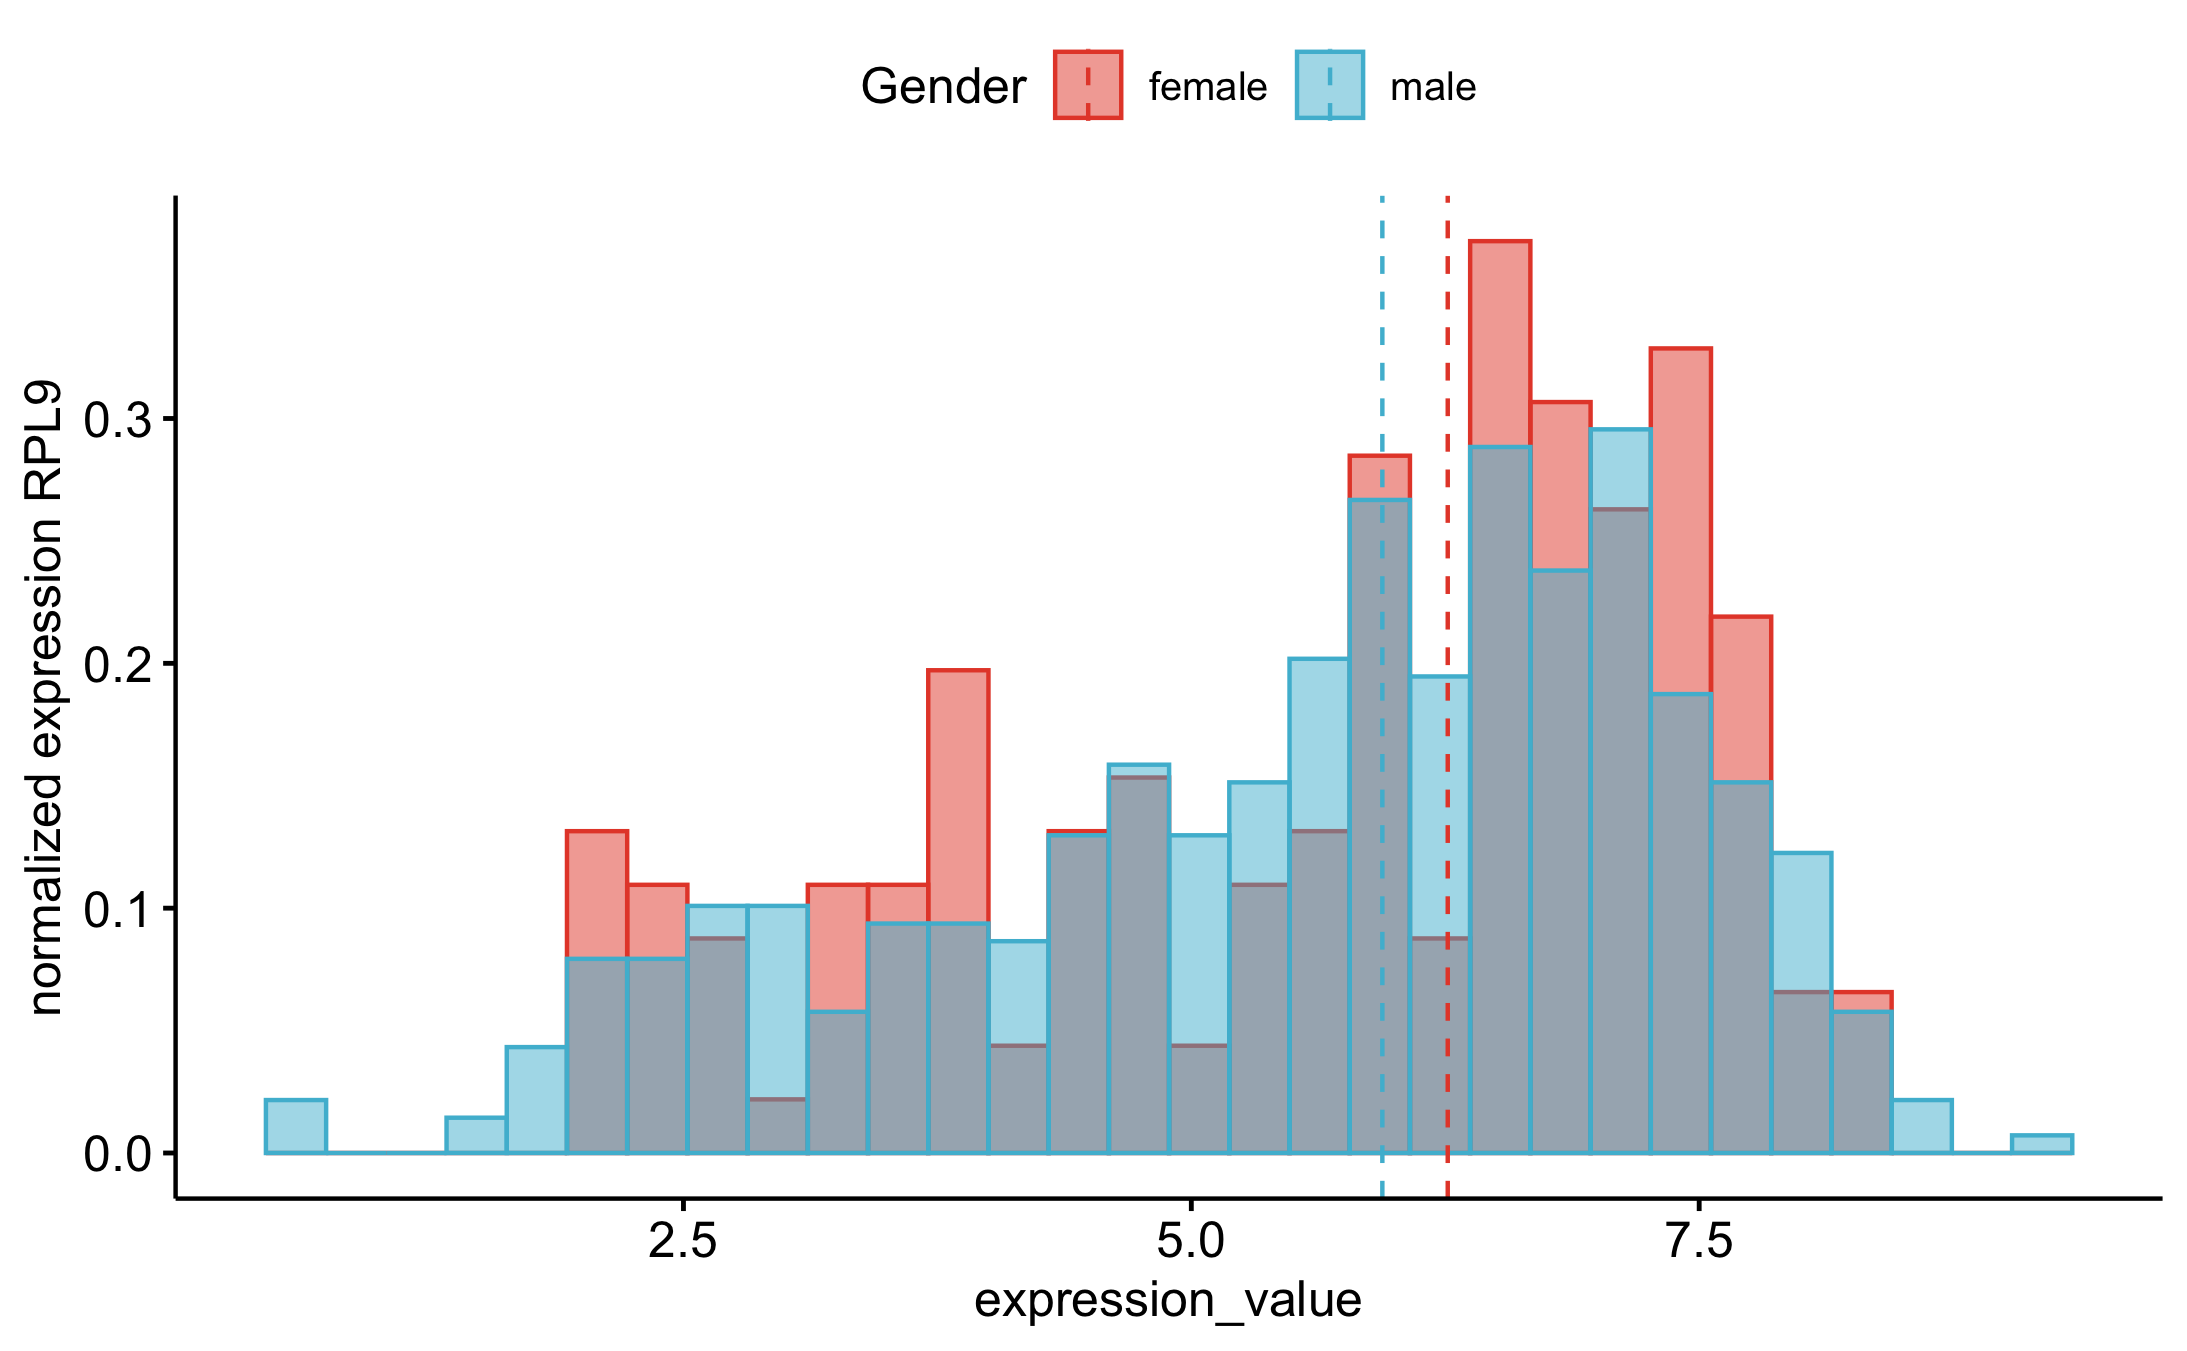 Gender female male
normalized expression RPL9
0.3
0.2
0.1
0.0
2.5 5.0 7.5
expression_value